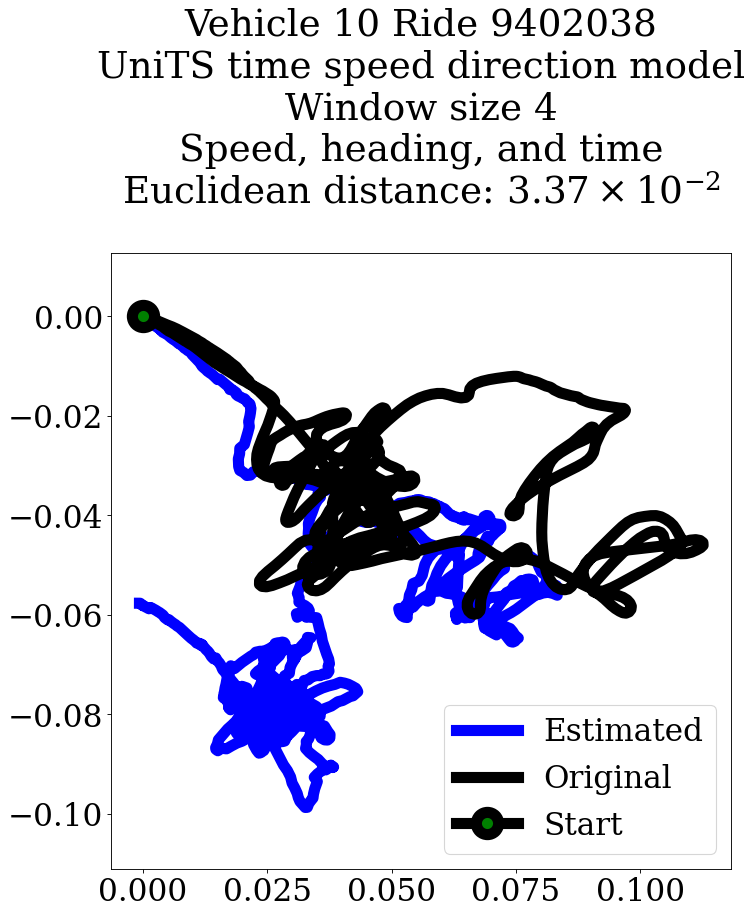 Vehicle 10 Ride 9402038
UniTS time speed direction model
Window size 4
Speed, heading, and time
Euclidean distance: 3.37 × 10⁻²
0.00
−0.02
−0.04
−0.06
−0.08
−0.10
Estimated
Original
Start
0.000 0.025 0.050 0.075 0.100